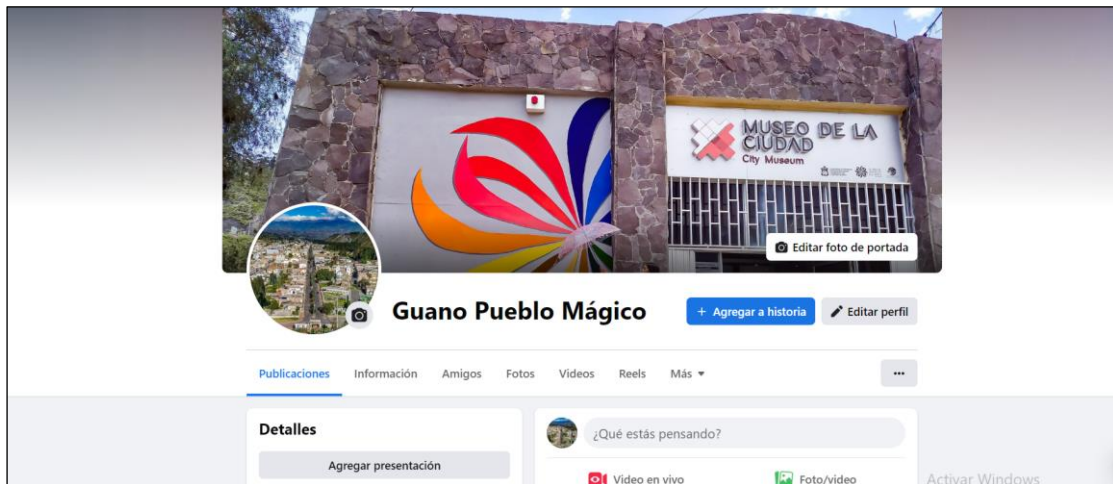 MUSEO DE LA
CIUDAD
City Museum
Editar foto de portada
Guano Pueblo Mágico
+ Agregar a historia
Editar perfil
Publicaciones Información Amigos Fotos Videos Reels Más
Detalles
¿Qué estás pensando?
Agregar presentación
Video en vivo
Foto/video
Activar Windows